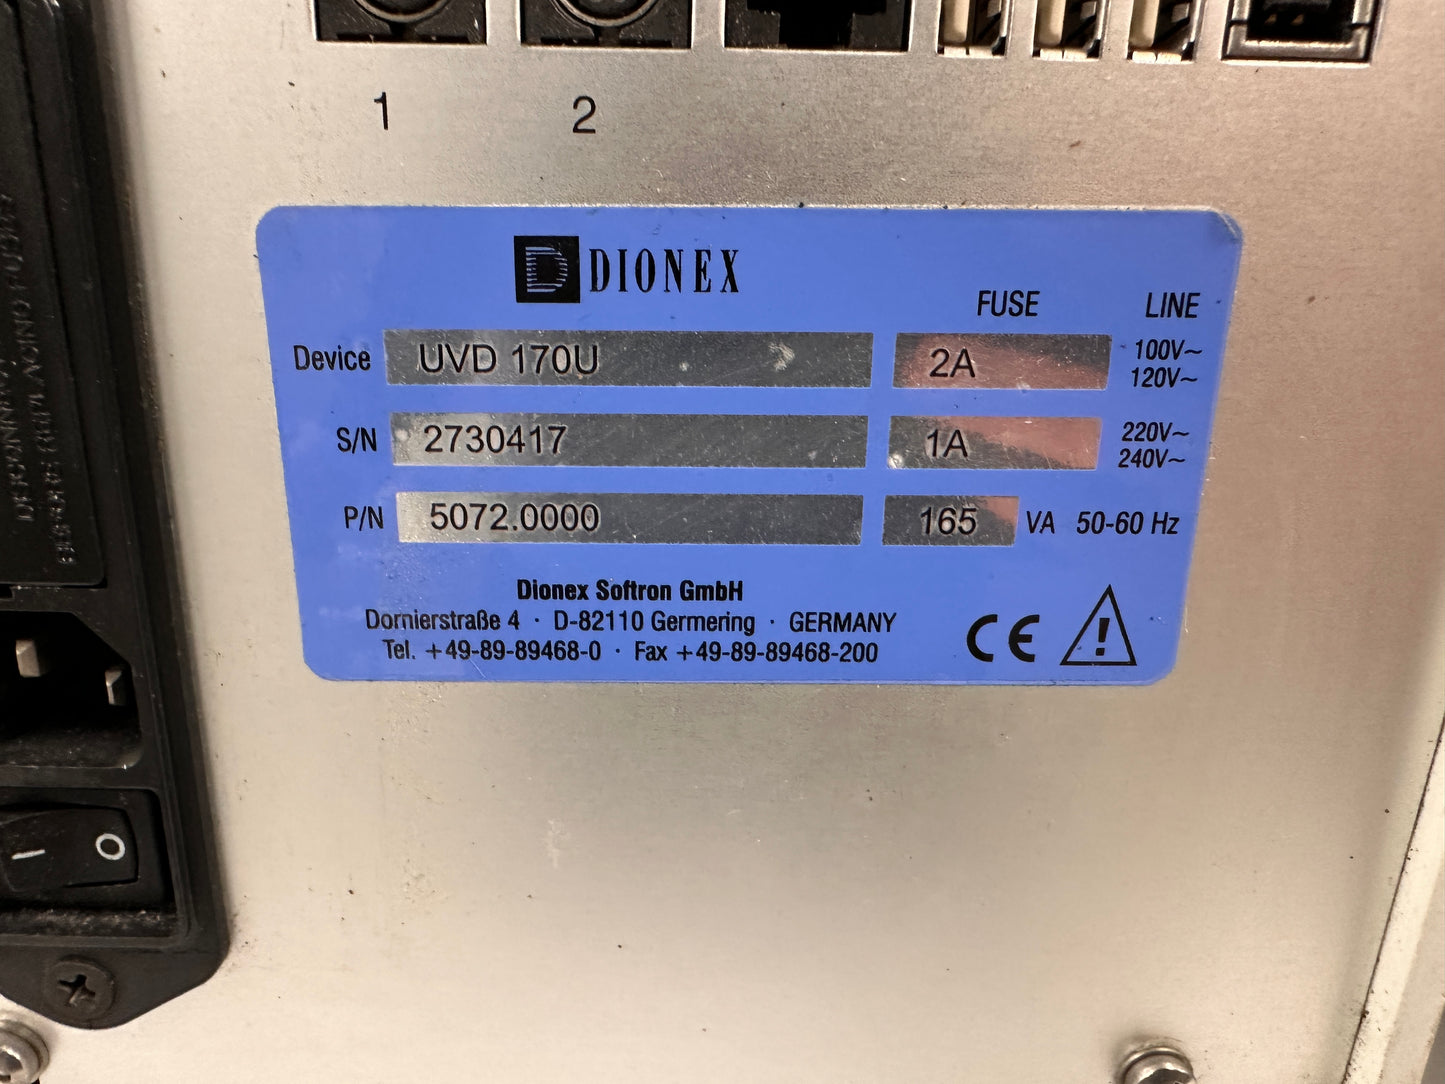 1
2
DIONEX
FUSE LINE
Device UVD 170U 2A 100V~
120V~
S/N 2730417 1A 220V~
240V~
P/N 5072.0000 165 VA 50-60 Hz
Dionex Softron GmbH
Dornierstraße 4 · D-82110 Germering · GERMANY
Tel. +49-89-89468-0 · Fax +49-89-89468-200
CE
!
REPLACING FUSE
I O